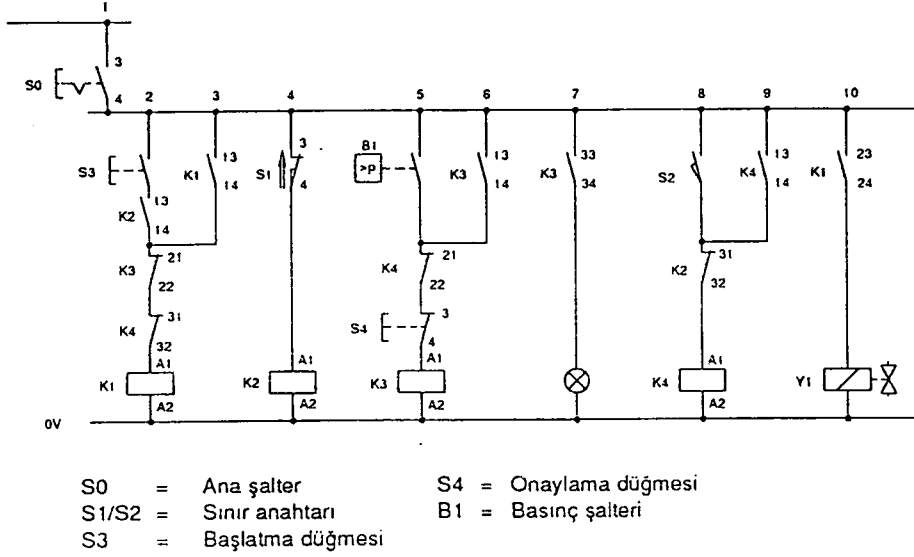 1
3
S0
4
2 3 4 5 6 7 8 9 10
3 B1 13 33 13 23
S3 K1 13 14 S1 4 >p K3 14 K3 34 S2 K4 14 K1 24
K2 13 14
K3 21 22 K4 21 22 K2 31 32
K4 31 32 S4 3 4
A1 A1 A1 A1
K1 K2 K3 K4 Y1
A2 A2 A2 A2
0V
S0 = Ana şalter S4 = Onaylama düğmesi
S1/S2 = Sınır anahtarı B1 = Basınç şalteri
S3 = Başlatma düğmesi